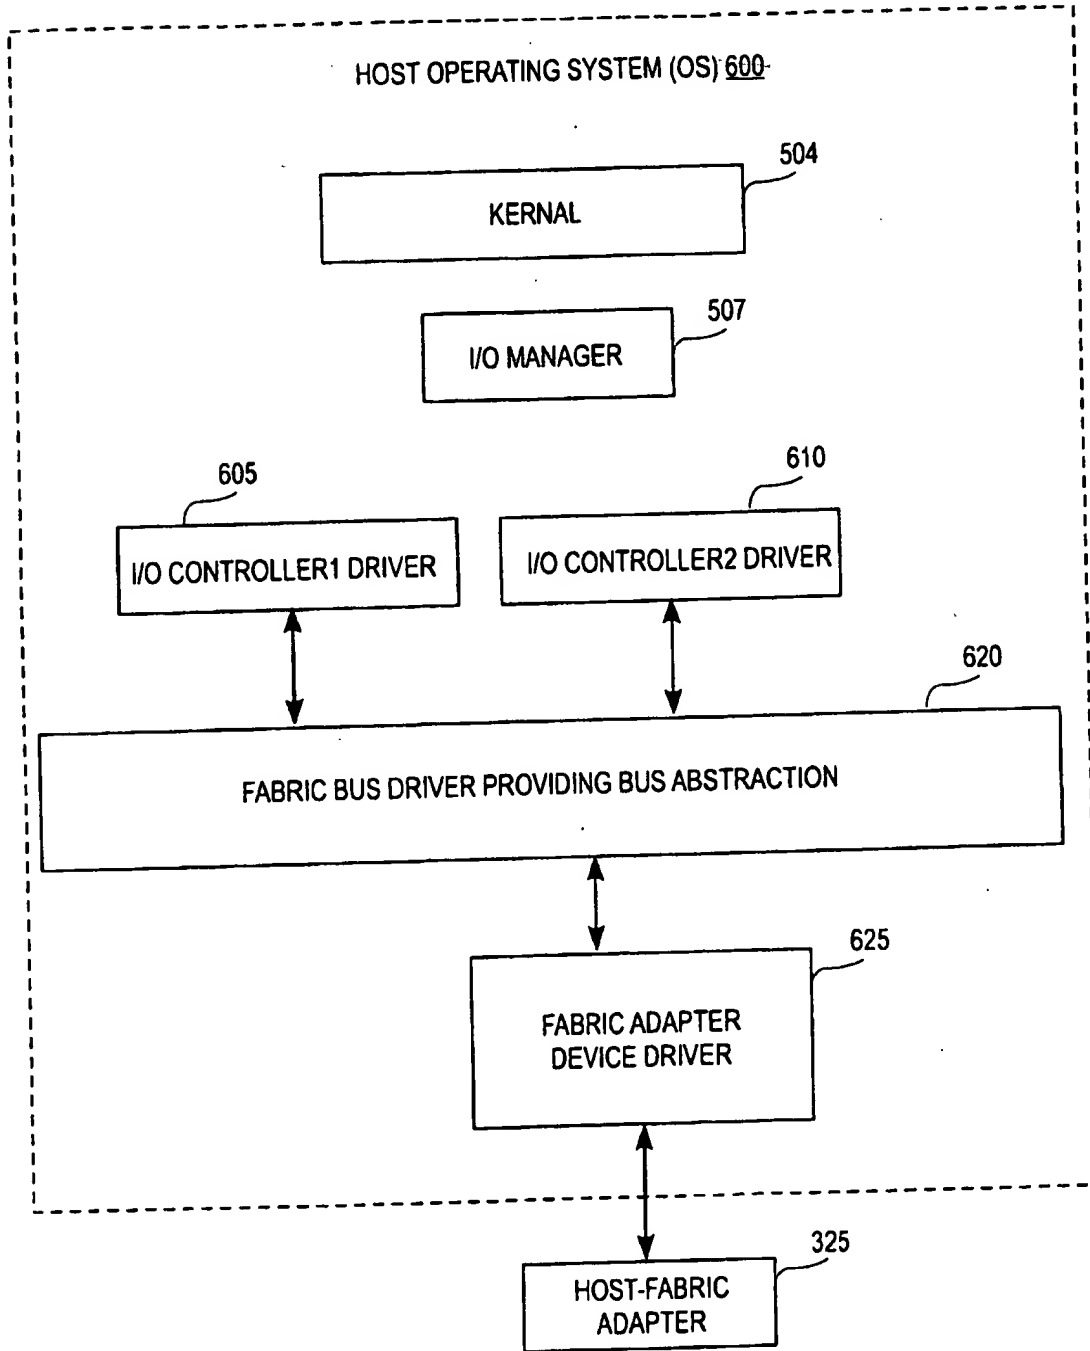 HOST OPERATING SYSTEM (OS) 600
504
KERNAL
507
I/O MANAGER
605
610
I/O CONTROLLER1 DRIVER
I/O CONTROLLER2 DRIVER
620
FABRIC BUS DRIVER PROVIDING BUS ABSTRACTION
625
FABRIC ADAPTER
DEVICE DRIVER
325
HOST-FABRIC
ADAPTER